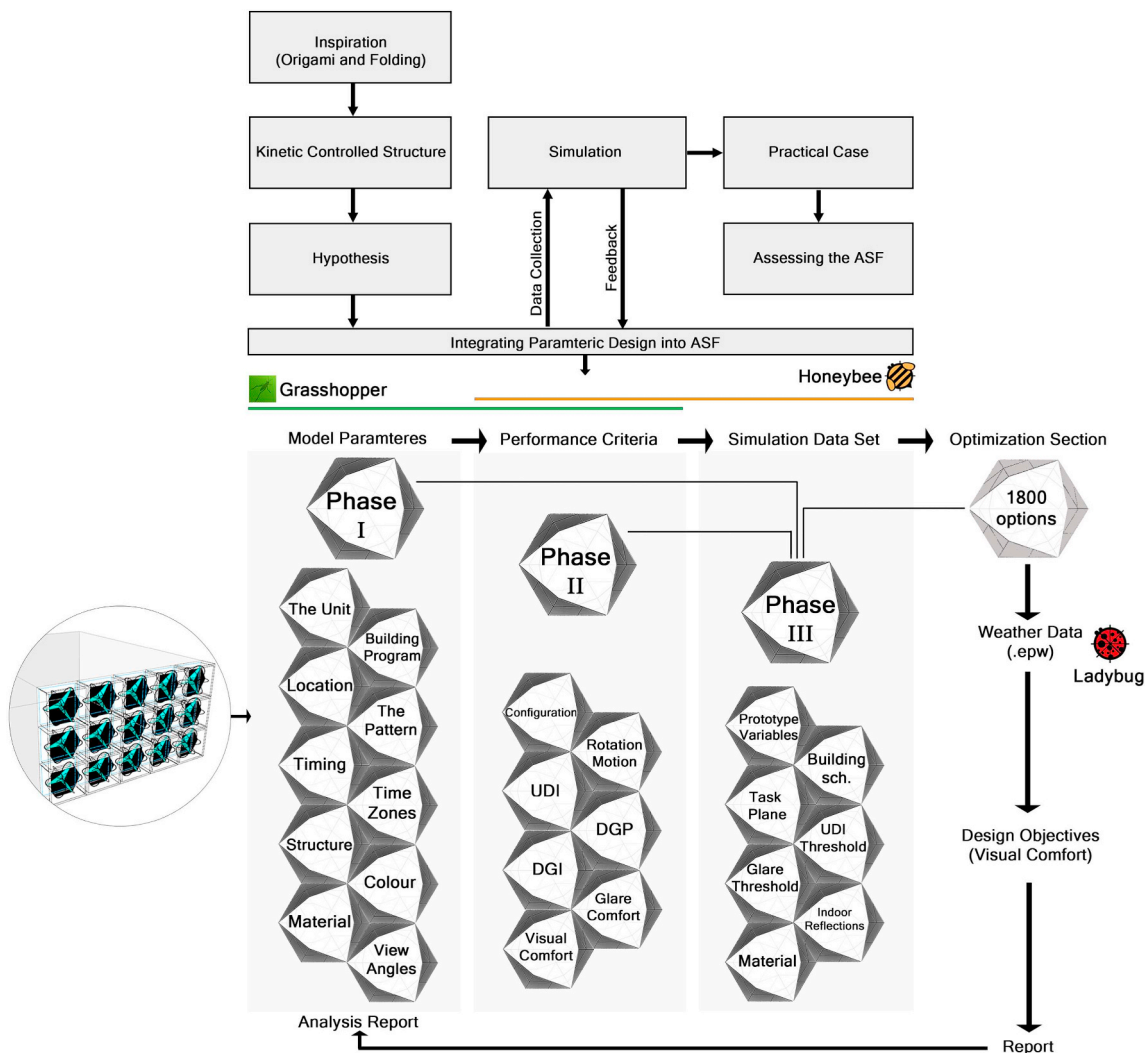 Inspiration
(Origami and Folding)
Kinetic Controlled Structure
Simulation
Practical Case
Hypothesis
Data Collection
Feedback
Assessing the ASF
Integrating Paramteric Design into ASF
Grasshopper
Honeybee
Model Paramteres
Performance Criteria
Simulation Data Set
Optimization Section
Phase
I
1800
options
Phase
II
Phase
III
The Unit
Building
Program
Location
The
Pattern
Timing
Time
Zones
Structure
Colour
Material
View
Angles
Configuration
Rotation
Motion
UDI
DGP
DGI
Glare
Comfort
Visual
Comfort
Prototype
Variables
Building
sch.
Task
Plane
UDI
Threshold
Glare
Threshold
Indoor
Reflections
Material
Weather Data
(.epw)
Ladybug
Design Objectives
(Visual Comfort)
Analysis Report
Report